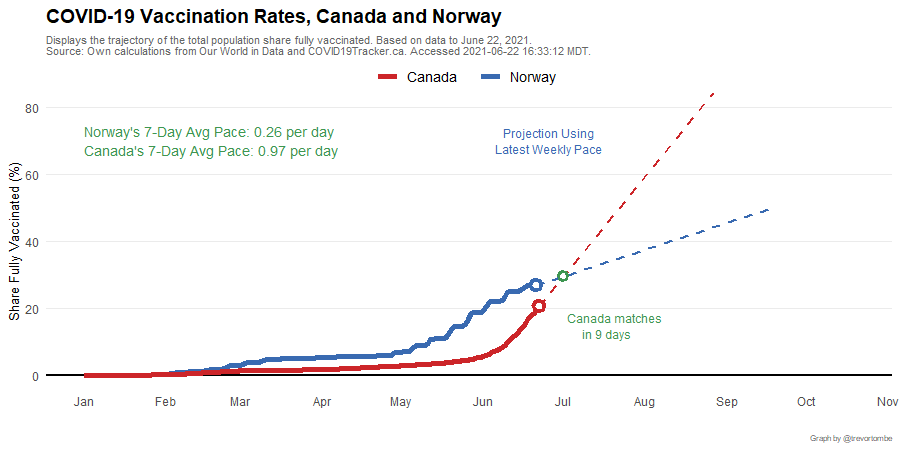 COVID-19 Vaccination Rates, Canada and Norway
Displays the trajectory of the total population share fully vaccinated. Based on data to June 22, 2021.
Source: Own calculations from Our World in Data and COVID19Tracker.ca. Accessed 2021-06-22 16:33:12 MDT.
Canada Norway
Norway's 7-Day Avg Pace: 0.26 per day
Canada's 7-Day Avg Pace: 0.97 per day
Projection Using
Latest Weekly Pace
Share Fully Vaccinated (%)
80
60
40
20
0
Canada matches
in 9 days
Jan Feb Mar Apr May Jun Jul Aug Sep Oct Nov
Graph by @trevortombe